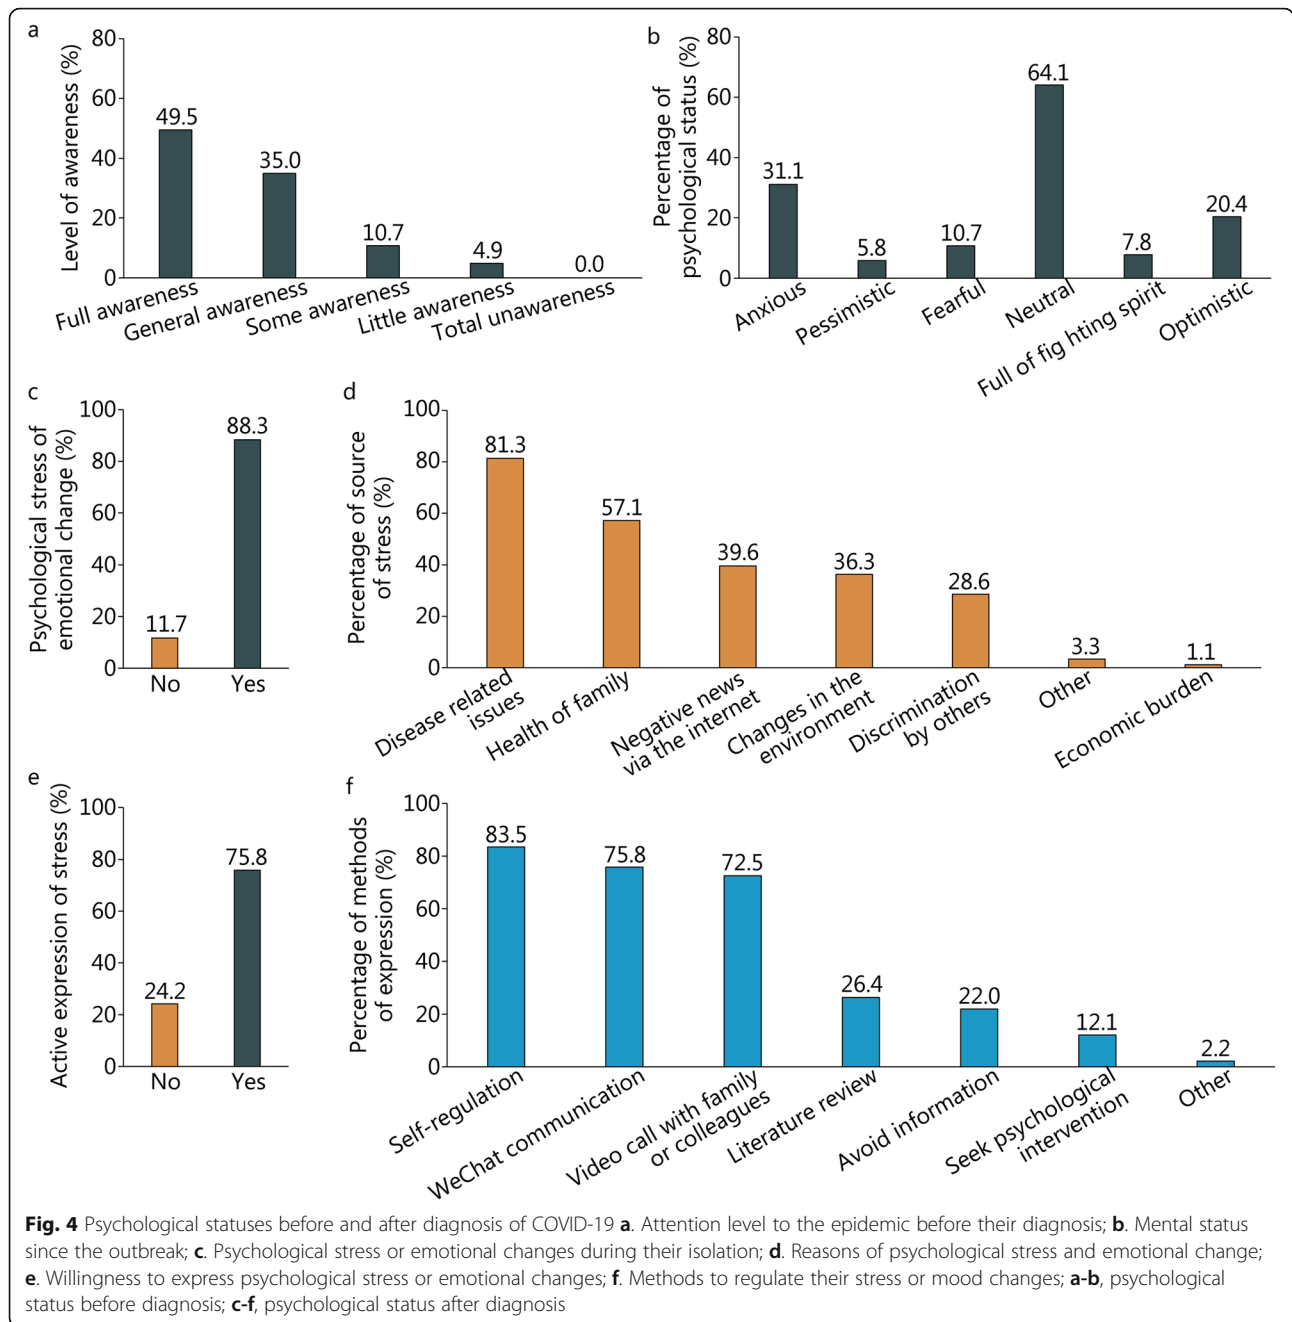 a
Level of awareness (%)
80
60
40
20
0
49.5
35.0
10.7
4.9
0.0
Full awareness
General awareness
Some awareness
Little awareness
Total unawareness
b
Percentage of
psychological status (%)
80
60
40
20
0
31.1
5.8
10.7
64.1
7.8
20.4
Anxious
Pessimistic
Fearful
Neutral
Full of fig hting spirit
Optimistic
c
Psychological stress of
emotional change (%)
100
80
60
40
20
0
11.7
88.3
No
Yes
d
Percentage of source
of stress (%)
100
80
60
40
20
0
81.3
57.1
39.6
36.3
28.6
3.3
1.1
Disease related
issues
Health of family
Negative news
via the internet
Changes in the
environment
Discrimination
by others
Other
Economic burden
e
Active expression of stress (%)
100
80
60
40
20
0
24.2
75.8
No
Yes
f
Percentage of methods
of expression (%)
100
80
60
40
20
0
83.5
75.8
72.5
26.4
22.0
12.1
2.2
Self-regulation
WeChat communication
Video call with family
or colleagues
Literature review
Avoid information
Seek psychological
intervention
Other
Fig. 4 Psychological statuses before and after diagnosis of COVID-19 a. Attention level to the epidemic before their diagnosis; b. Mental status
since the outbreak; c. Psychological stress or emotional changes during their isolation; d. Reasons of psychological stress and emotional change;
e. Willingness to express psychological stress or emotional changes; f. Methods to regulate their stress or mood changes; a-b, psychological
status before diagnosis; c-f, psychological status after diagnosis